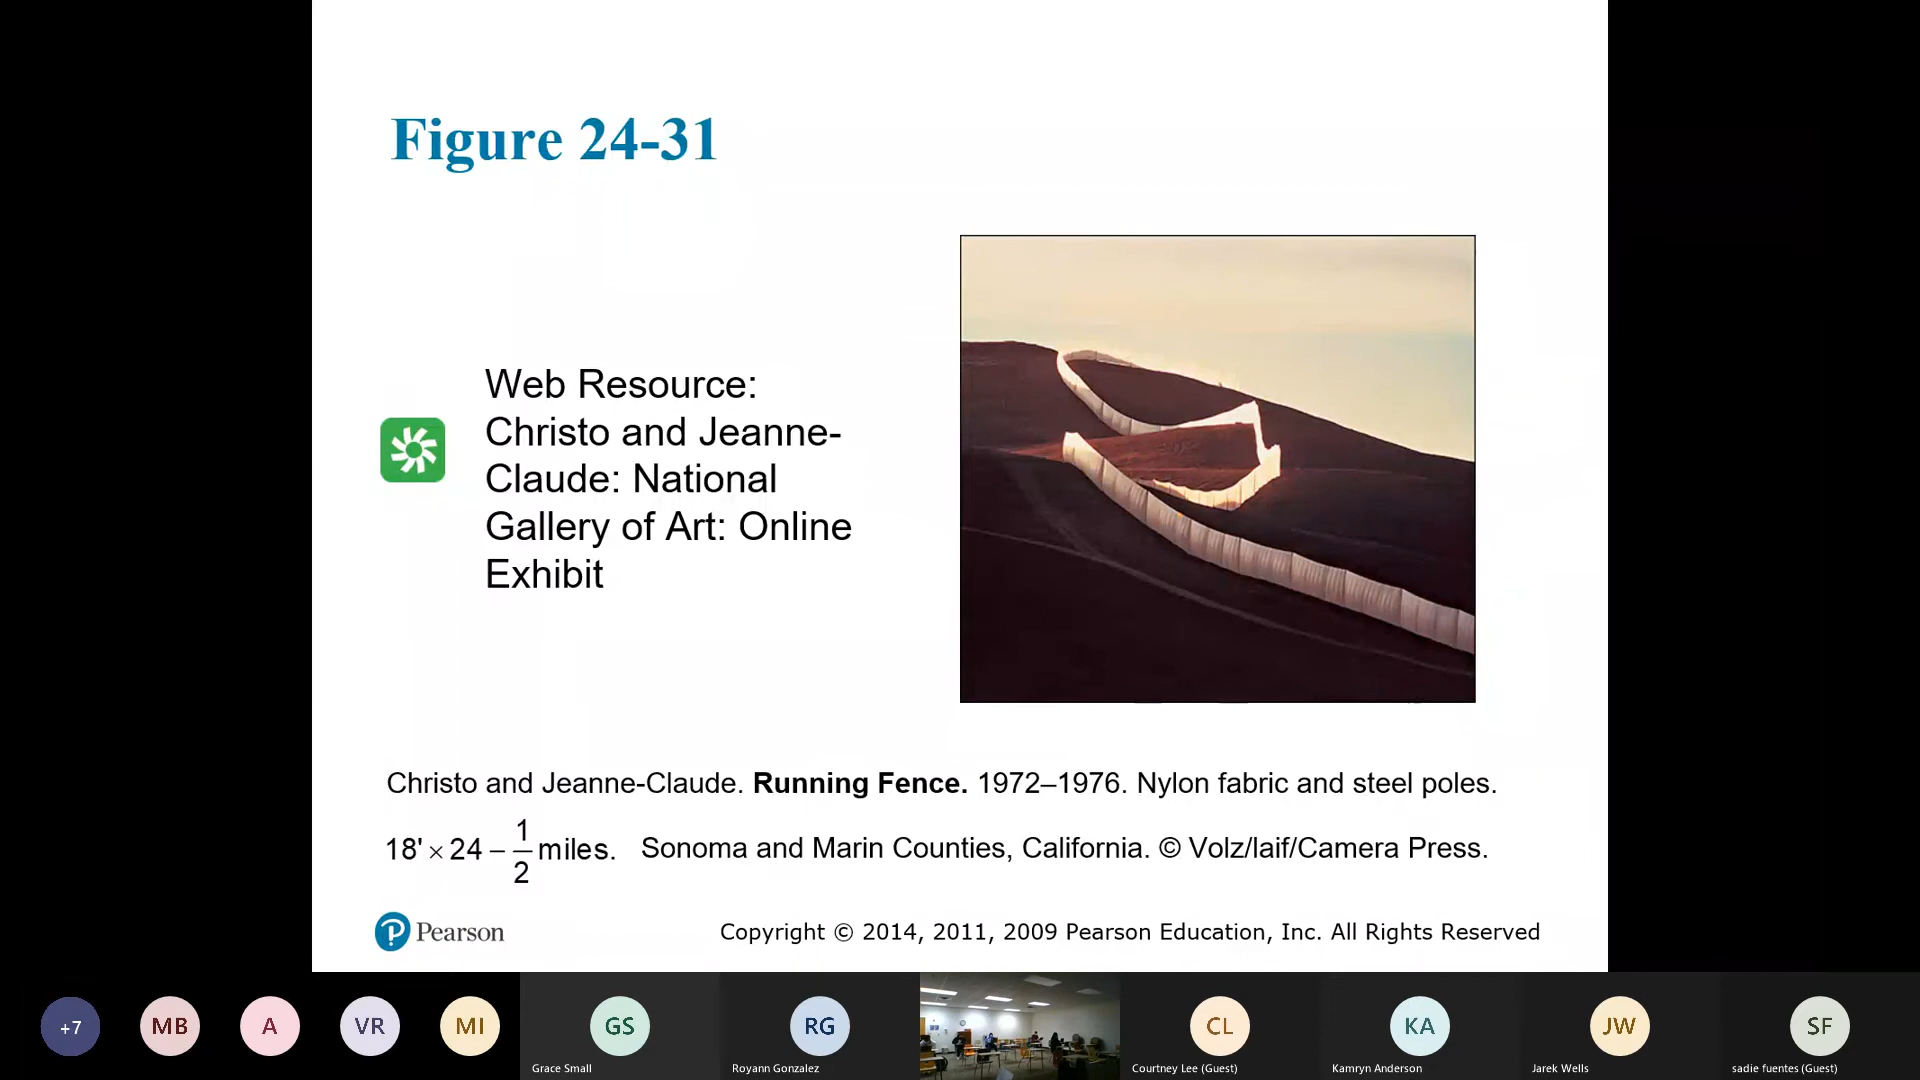 Figure 24-31
Web Resource:
Christo and Jeanne-
Claude: National
Gallery of Art: Online
Exhibit
Christo and Jeanne-Claude. Running Fence. 1972–1976. Nylon fabric and steel poles.
18' × 24 – 1/2 miles. Sonoma and Marin Counties, California. © Volz/laif/Camera Press.
Pearson
Copyright © 2014, 2011, 2009 Pearson Education, Inc. All Rights Reserved
+7 MB A VR MI GS RG CL KA JW SF
Grace Small Royann Gonzalez Courtney Lee (Guest) Kamryn Anderson Jarek Wells sadie fuentes (Guest)